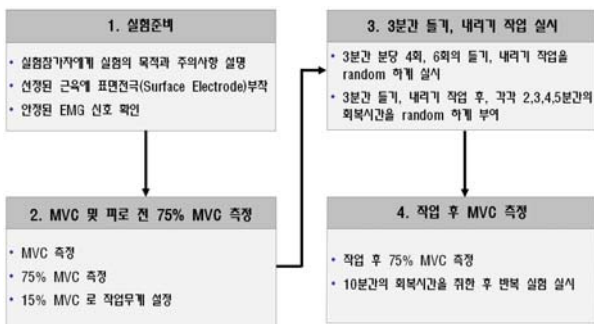 1. 실험준비
• 실험참가자에게 실험의 목적과 주의사항 설명
• 선정된 근육에 표면전극(Surface Electrode)부착
• 안정된 EMG 신호 확인
2. MVC 및 피로 전 75% MVC 측정
• MVC 측정
• 75% MVC 측정
• 15% MVC 로 작업무게 설정
3. 3분간 들기, 내리기 작업 실시
• 3분간 분당 4회, 6회의 들기, 내리기 작업을
random 하게 실시
• 3분간 들기, 내리기 작업 후, 각각 2,3,4,5분간의
회복시간을 random 하게 부여
4. 작업 후 MVC 측정
• 작업 후 75% MVC 측정
• 10분간의 회복시간을 취한 후 반복 실험 실시